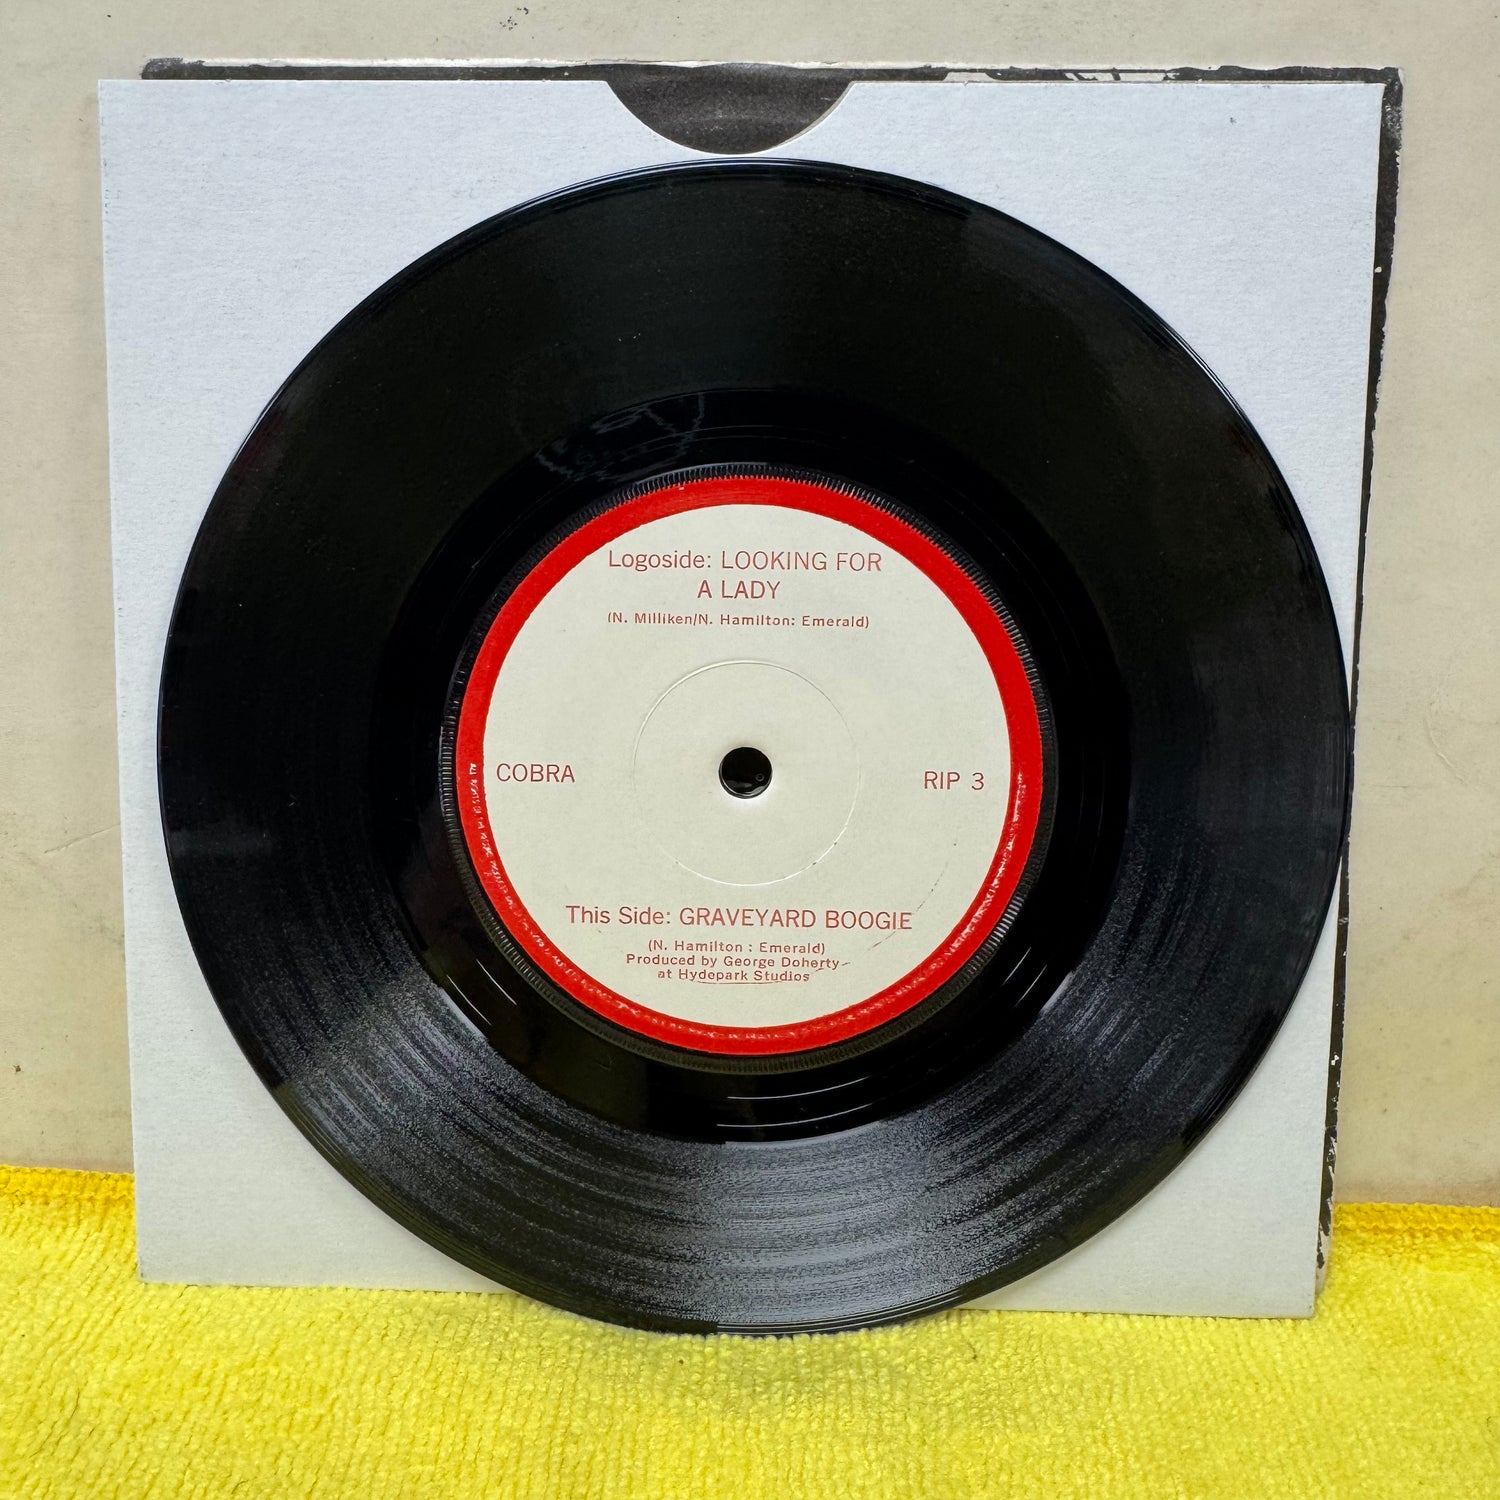 Logoside: LOOKING FOR
A LADY
(N. Milliken/N. Hamilton: Emerald)
COBRA
RIP 3
This Side: GRAVEYARD BOOGIE
(N. Hamilton : Emerald)
Produced by George Doherty
at Hydepark Studios